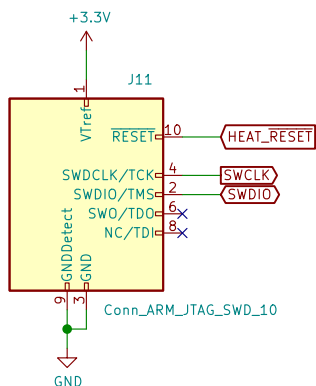 +3.3V
J11
1
VTref
RESET
10
HEAT_RESET
SWDCLK/TCK
4
SWCLK
SWDIO/TMS
2
SWDIO
SWO/TDO
6
NC/TDI
8
GNDDetect
GND
9
3
Conn_ARM_JTAG_SWD_10
GND